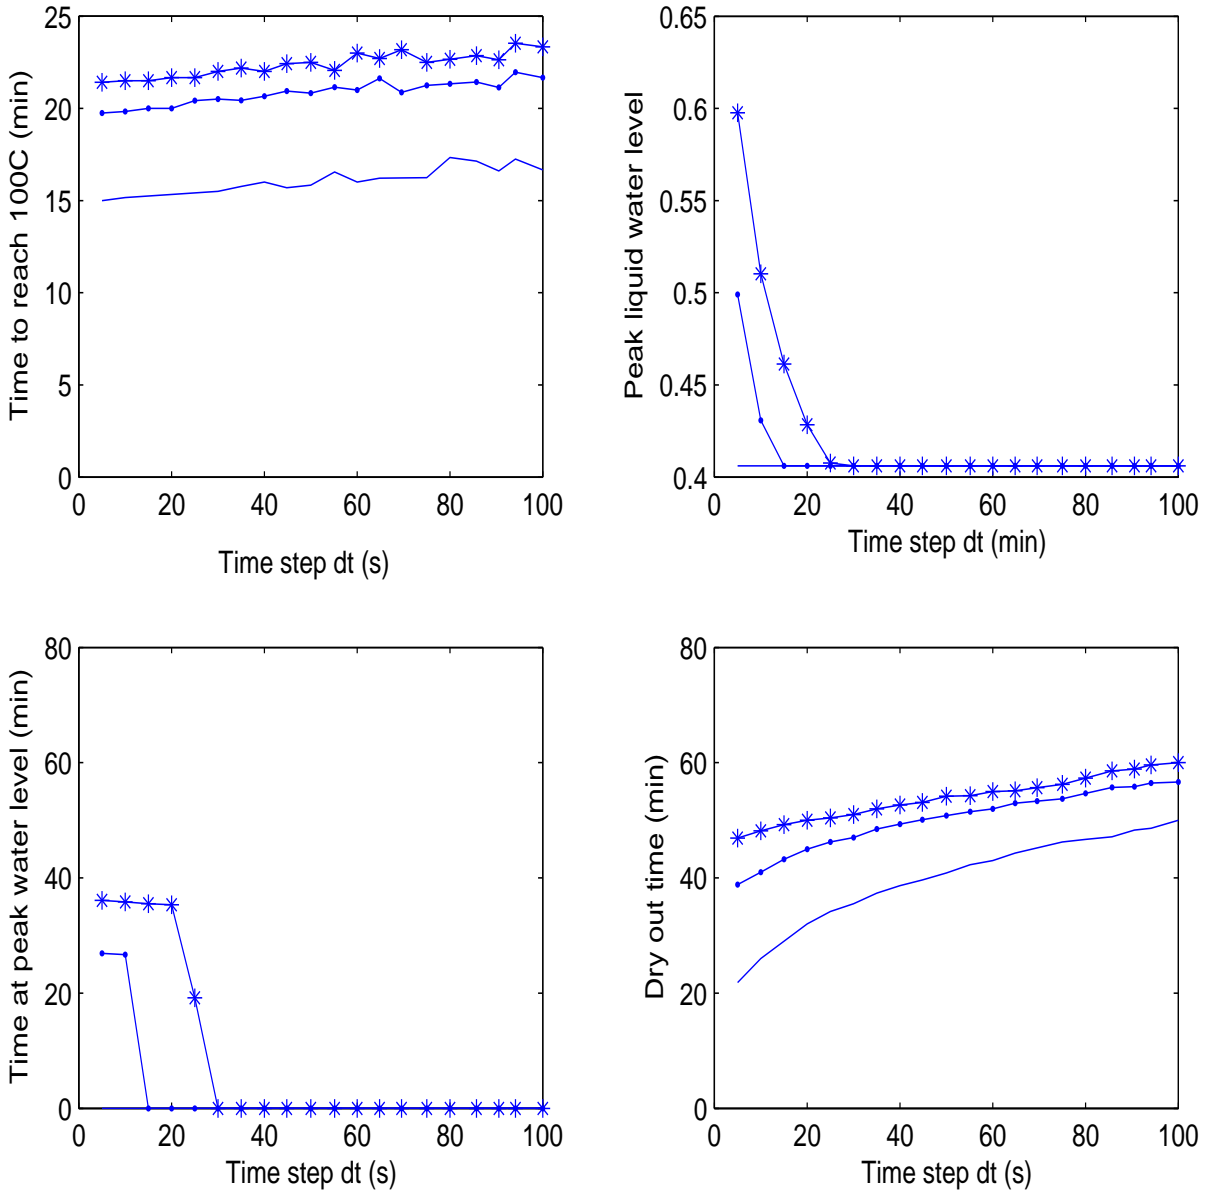 25
20
15
10
5
0
0 20 40 60 80 100
Time to reach 100C (min)
Time step dt (s)
0.65
0.6
0.55
0.5
0.45
0.4
0 20 40 60 80 100
Peak liquid water level
Time step dt (min)
80
60
40
20
0
0 20 40 60 80 100
Time at peak water level (min)
Time step dt (s)
80
60
40
20
0
0 20 40 60 80 100
Dry out time (min)
Time step dt (s)